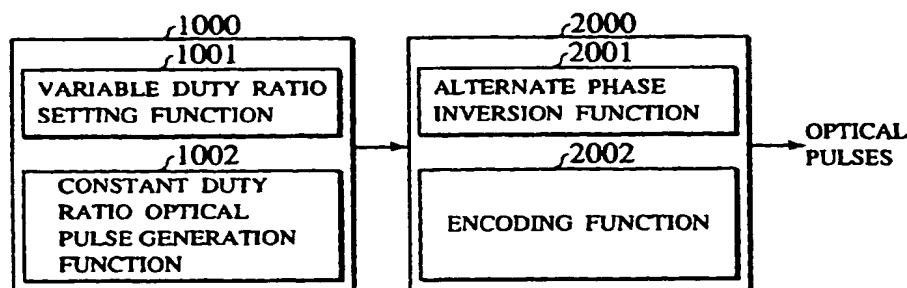 1000
1001
VARIABLE DUTY RATIO
SETTING FUNCTION
1002
CONSTANT DUTY
RATIO OPTICAL
PULSE GENERATION
FUNCTION
2000
2001
ALTERNATE PHASE
INVERSION FUNCTION
2002
ENCODING FUNCTION
OPTICAL
PULSES